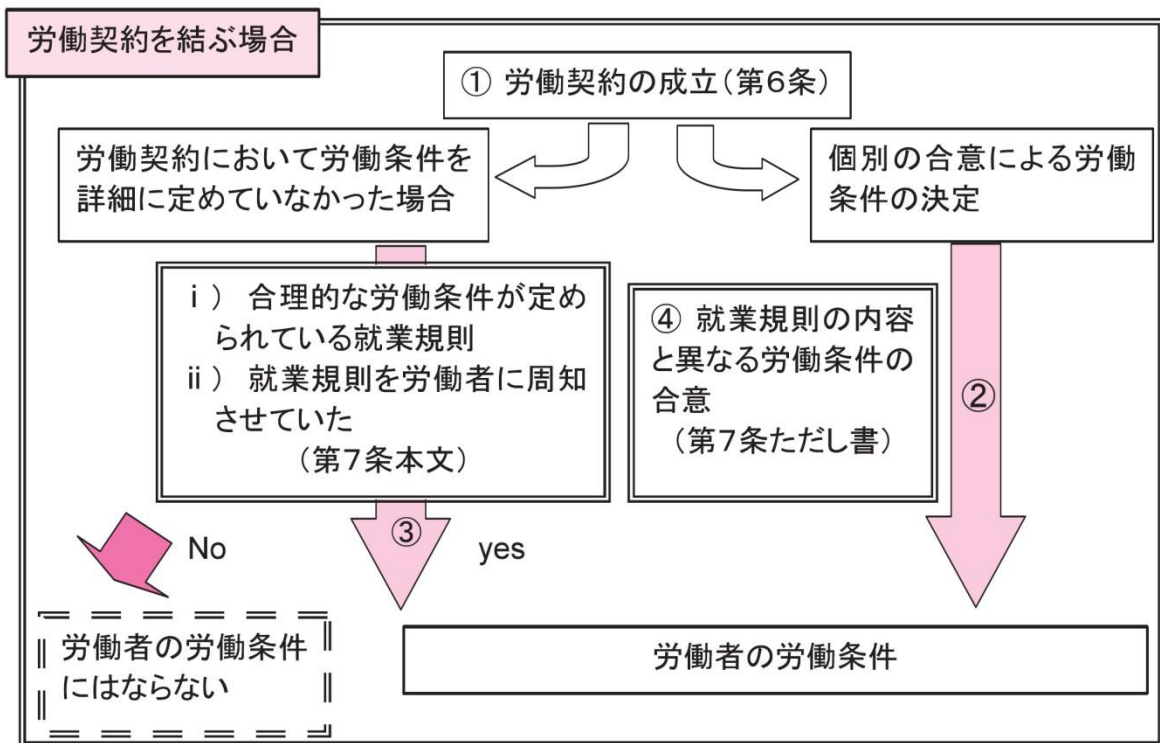 労働契約を結ぶ場合
① 労働契約の成立(第6条)
労働契約において労働条件を
詳細に定めていなかった場合
個別の合意による労働
条件の決定
ⅰ） 合理的な労働条件が定め
られている就業規則
ⅱ） 就業規則を労働者に周知
させていた
（第7条本文）
④ 就業規則の内容
と異なる労働条件の
合意
（第7条ただし書）
②
③
No
yes
労働者の労働条件
にはならない
労働者の労働条件